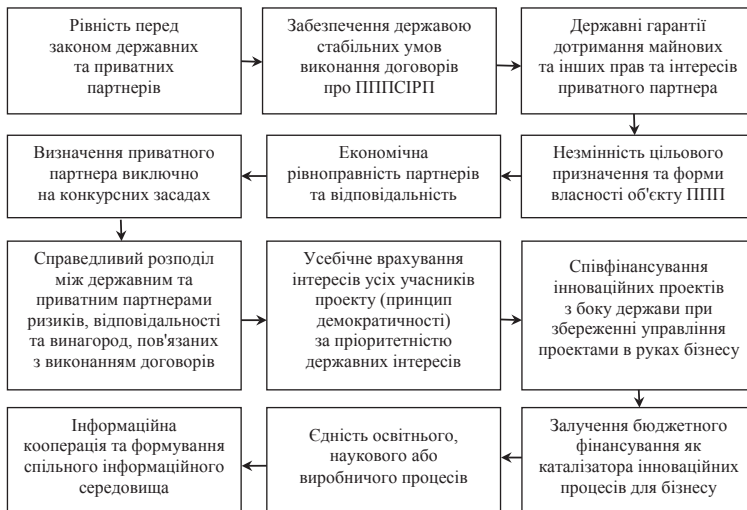 Рівність перед
законом державних
та приватних
партнерів
Забезпечення державою
стабільних умов
виконання договорів
про ПППСІРП
Державні гарантії
дотримання майнових
та інших прав та інтересів
приватного партнера
Незмінність цільового
призначення та форми
власності об'єкту ППП
Економічна
рівноправність партнерів
та відповідальність
Визначення приватного
партнера виключно
на конкурсних засадах
Справедливий розподіл
між державним та
приватним партнерами
ризиків, відповідальності
та винагород, пов'язаних
з виконанням договорів
Усебічне врахування
інтересів усіх учасників
проекту (принцип
демократичності)
за пріоритетністю
державних інтересів
Співфінансування
інноваційних проектів
з боку держави при
збереженні управління
проектами в руках бізнесу
Залучення бюджетного
фінансування як
каталізатора інноваційних
процесів для бізнесу
Єдність освітнього,
наукового або
виробничого процесів
Інформаційна
кооперація та формування
спільного інформаційного
середовища